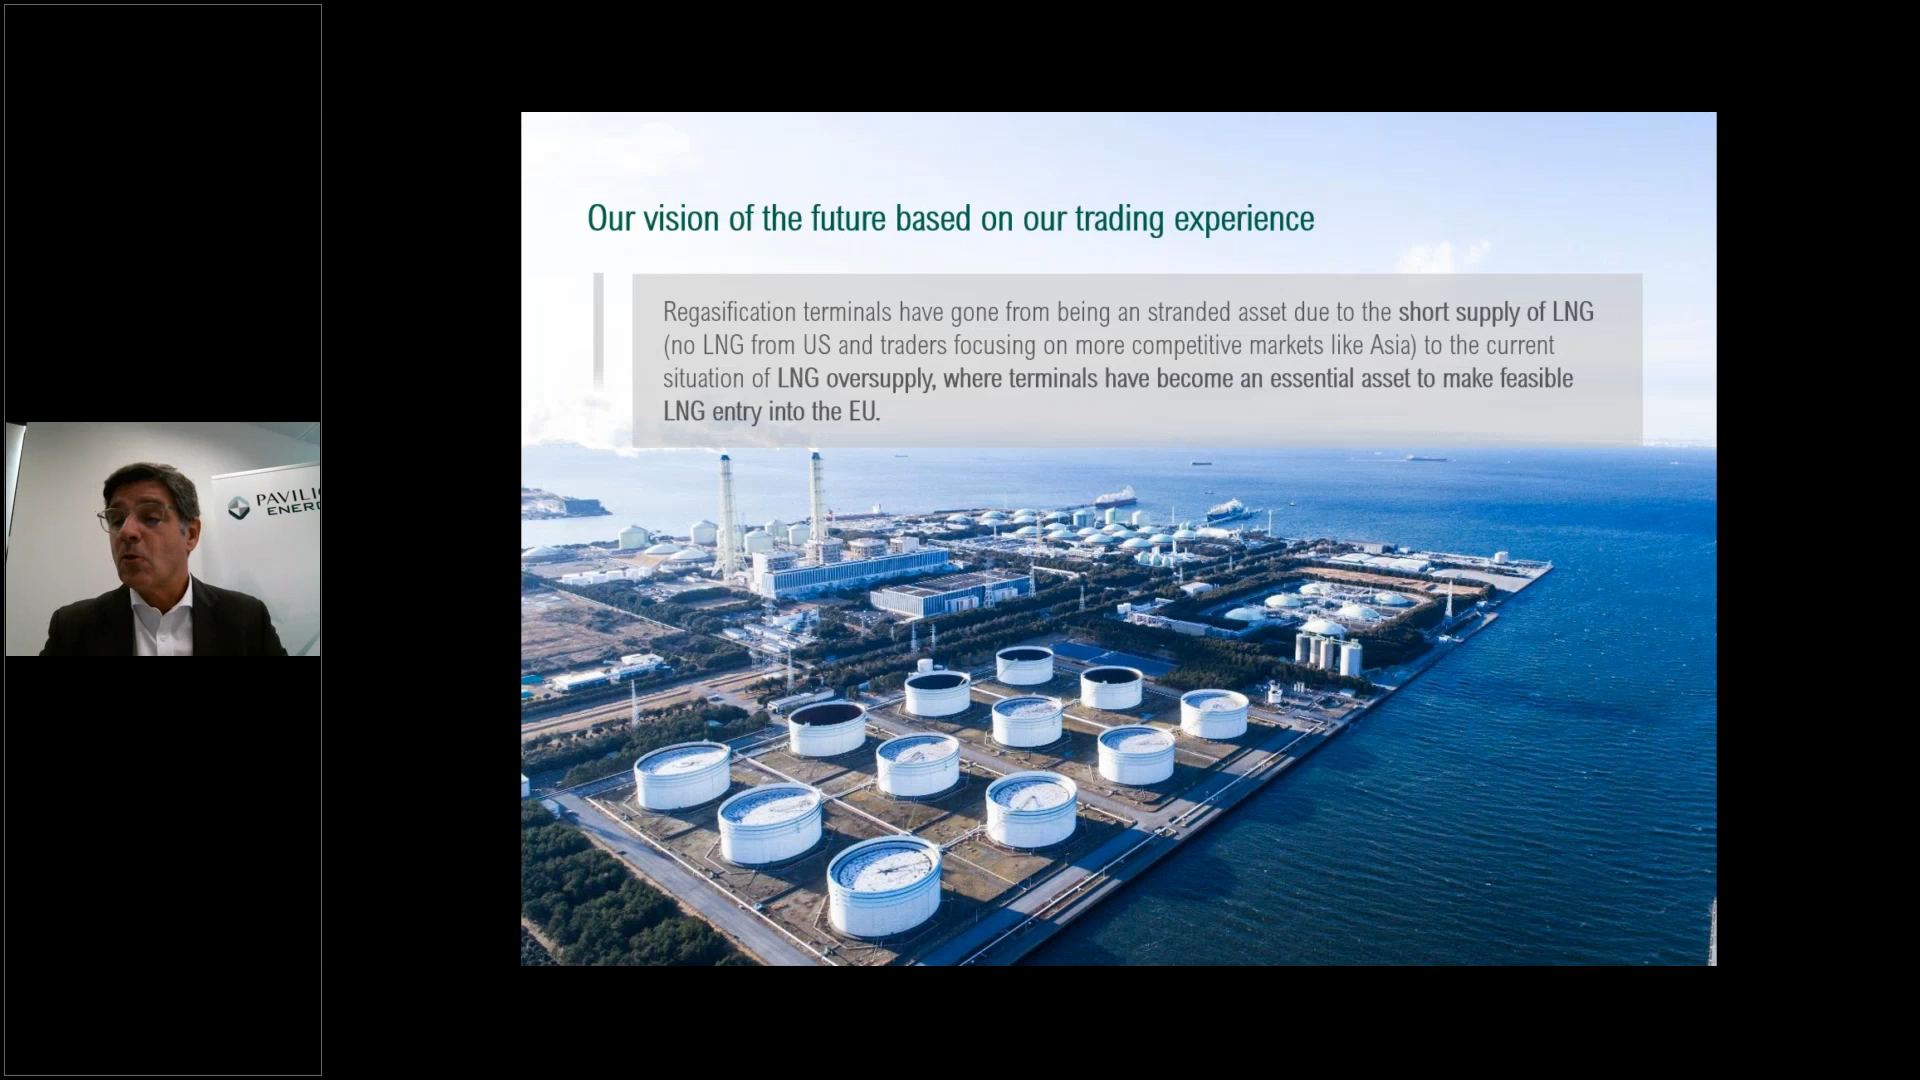 Our vision of the future based on our trading experience
Regasification terminals have gone from being an stranded asset due to the short supply of LNG
(no LNG from US and traders focusing on more competitive markets like Asia) to the current
situation of LNG oversupply, where terminals have become an essential asset to make feasible
LNG entry into the EU.
PAVILI
ENER